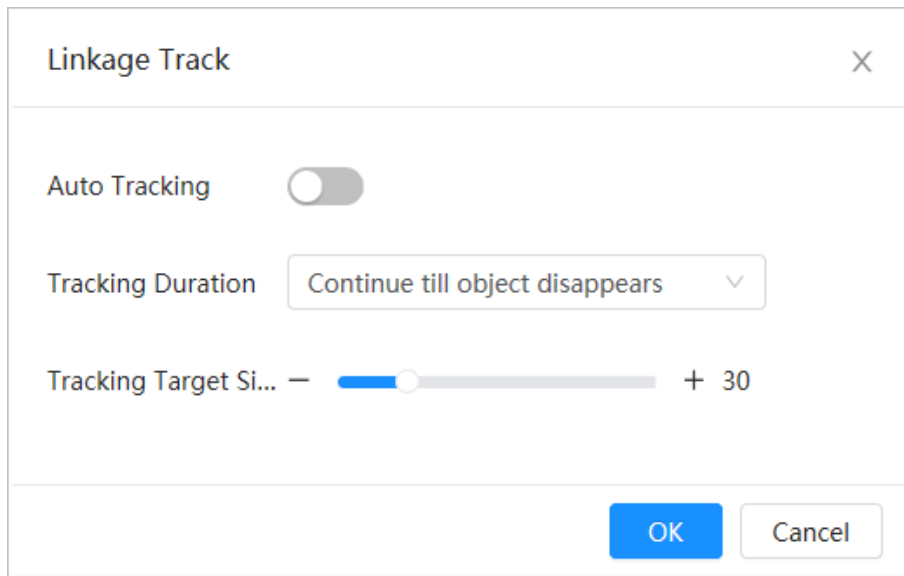 Linkage Track
Auto Tracking
Tracking Duration Continue till object disappears
Tracking Target Si... − + 30
OK Cancel